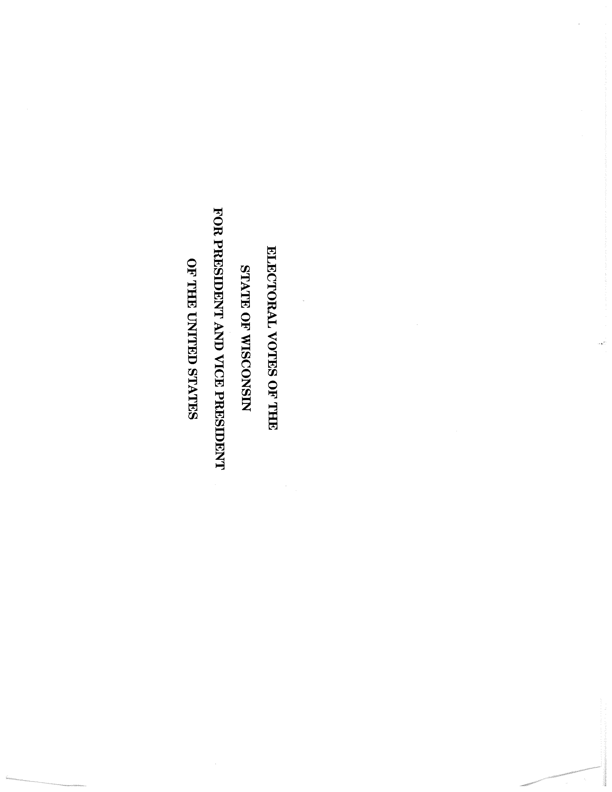 ELECTORAL VOTES OF THE
STATE OF WISCONSIN
FOR PRESIDENT AND VICE PRESIDENT
OF THE UNITED STATES